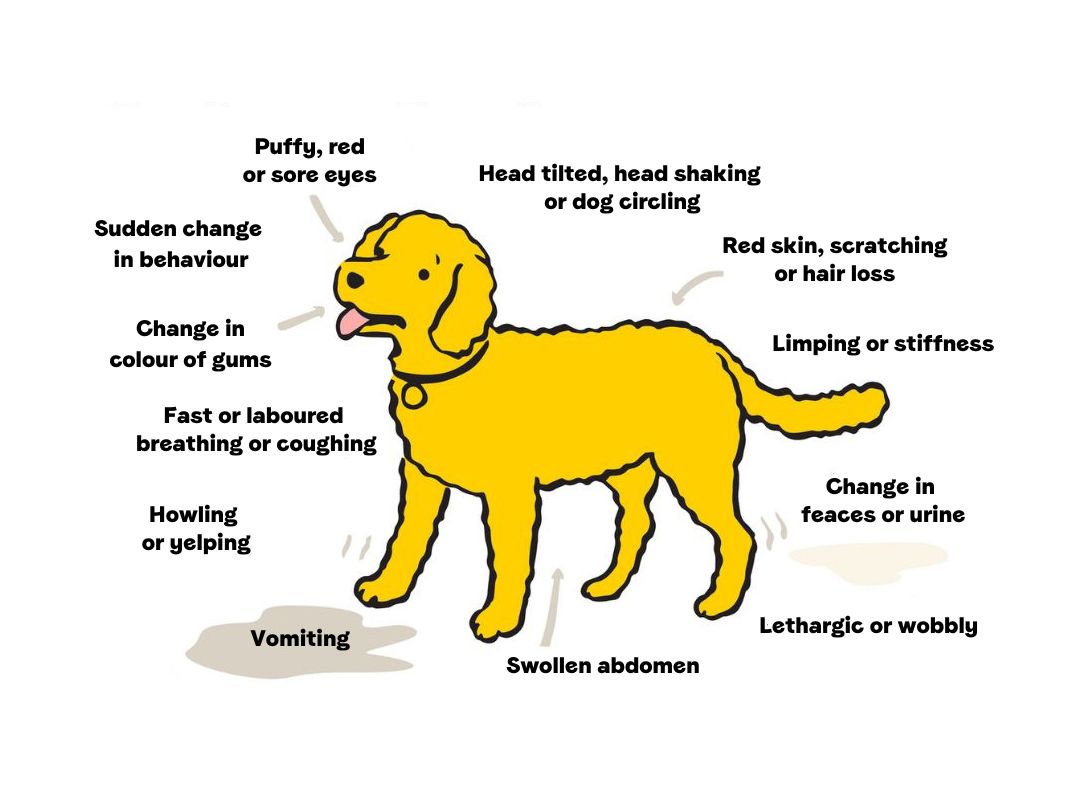 Puffy, red
or sore eyes
Head tilted, head shaking
or dog circling
Sudden change
in behaviour
Red skin, scratching
or hair loss
Change in
colour of gums
Limping or stiffness
Fast or laboured
breathing or coughing
Change in
feaces or urine
Howling
or yelping
Lethargic or wobbly
Vomiting
Swollen abdomen